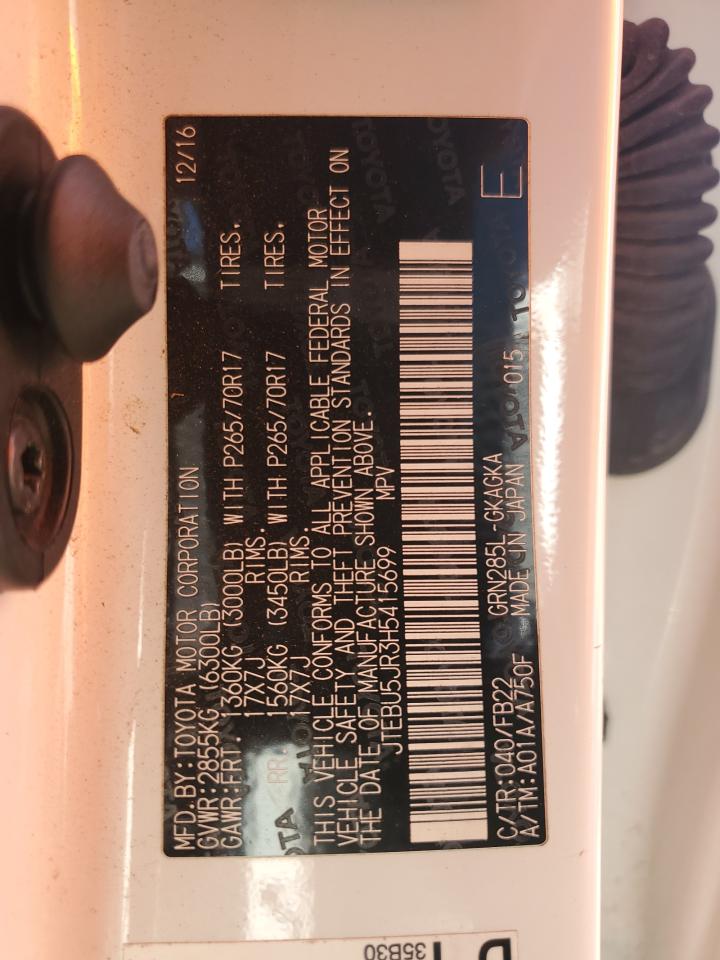 MFD.BY:TOYOTA MOTOR CORPORATION 12/16
GVWR:2855KG (6300LB)
GAWR:FRT. 1360KG (3000LB) WITH P265/70R17 TIRES.
17X7J RIMS.
RR. 1560KG (3450LB) WITH P265/70R17 TIRES.
17X7J RIMS.
THIS VEHICLE CONFORMS TO ALL APPLICABLE FEDERAL MOTOR
VEHICLE SAFETY AND THEFT PREVENTION STANDARDS IN EFFECT ON
THE DATE OF MANUFACTURE SHOWN ABOVE.
JTEBU5JR3H5415699 MPV
C/TR:040/FB22 GRN285L-GKAGKA
A/TM:A01A/A750F MADE IN JAPAN 015
E
35B30